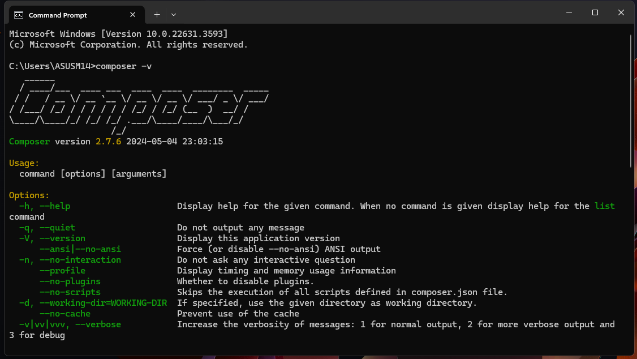 Command Prompt
Microsoft Windows [Version 10.0.22631.3593]
(c) Microsoft Corporation. All rights reserved.
C:\Users\ASUSM14>composer -v
Composer
Composer version 2.7.6 2024-05-04 23:03:15
Usage:
command [options] [arguments]
Options:
-h, --help Display help for the given command. When no command is given display help for the list
command
-q, --quiet Do not output any message
-V, --version Display this application version
--ansi|--no-ansi Force (or disable --no-ansi) ANSI output
-n, --no-interaction Do not ask any interactive question
--profile Display timing and memory usage information
--no-plugins Whether to disable plugins.
--no-scripts Skips the execution of all scripts defined in composer.json file.
-d, --working-dir=WORKING-DIR If specified, use the given directory as working directory.
--no-cache Prevent use of the cache
-v|vv|vvv, --verbose Increase the verbosity of messages: 1 for normal output, 2 for more verbose output and
3 for debug